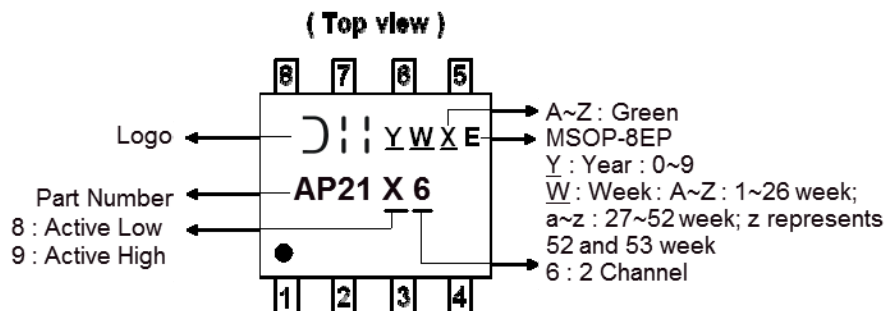 ( Top view )
8 7 6 5
Logo
Y W X E
A~Z : Green
MSOP-8EP
Y : Year : 0~9
W : Week : A~Z : 1~26 week;
a~z : 27~52 week; z represents
52 and 53 week
Part Number
AP21 X 6
8 : Active Low
9 : Active High
6 : 2 Channel
1 2 3 4